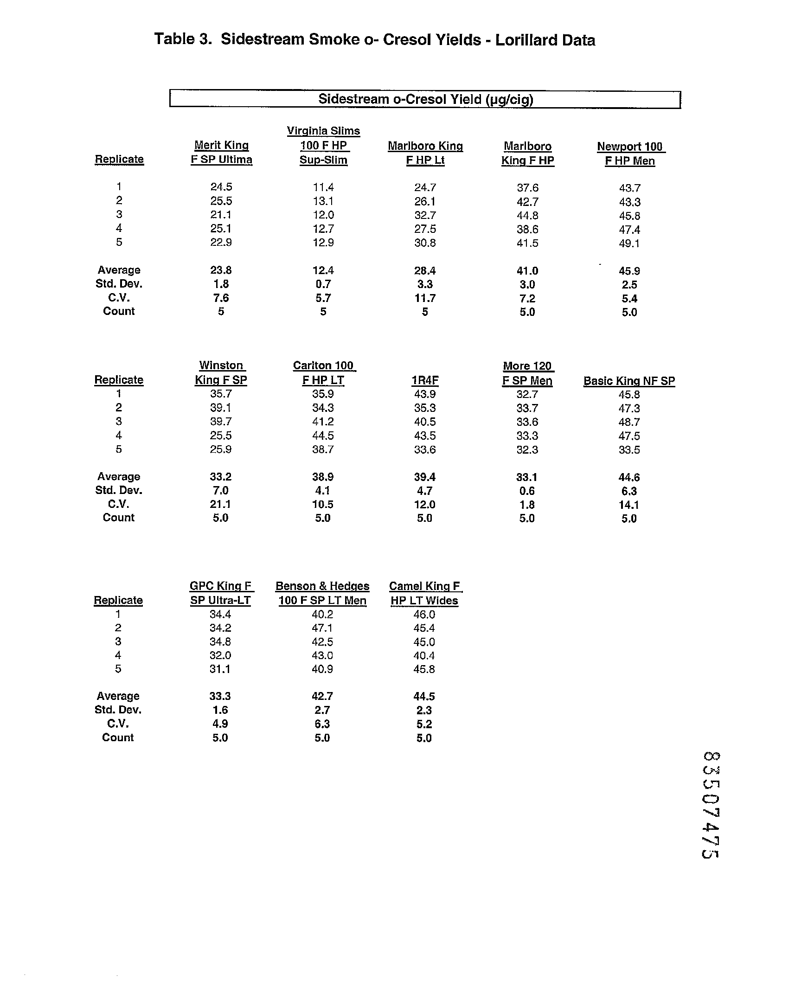 Table 3. Sidestream Smoke o- Cresol Yields - Lorillard Data
Sidestream o-Cresol Yield (µg/cig)
Virginia Slims
Merit King 100 F HP Marlboro King Marlboro Newport 100
Replicate F SP Ultima Sup-Slim F HP Lt King F HP F HP Men
1 24.5 11.4 24.7 37.6 43.7
2 25.5 13.1 26.1 42.7 43.3
3 21.1 12.0 32.7 44.8 45.8
4 25.1 12.7 27.5 38.6 47.4
5 22.9 12.9 30.8 41.5 49.1
Average 23.8 12.4 28.4 41.0 45.9
Std. Dev. 1.8 0.7 3.3 3.0 2.5
C.V. 7.6 5.7 11.7 7.2 5.4
Count 5 5 5 5.0 5.0
Winston Carlton 100 More 120
Replicate King F SP F HP LT 1R4F F SP Men Basic King NF SP
1 35.7 35.9 43.9 32.7 45.8
2 39.1 34.3 35.3 33.7 47.3
3 39.7 41.2 40.5 33.6 48.7
4 25.5 44.5 43.5 33.3 47.5
5 25.9 38.7 33.6 32.3 33.5
Average 33.2 38.9 39.4 33.1 44.6
Std. Dev. 7.0 4.1 4.7 0.6 6.3
C.V. 21.1 10.5 12.0 1.8 14.1
Count 5.0 5.0 5.0 5.0 5.0
GPC King F Benson & Hedges Camel King F
Replicate SP Ultra-LT 100 F SP LT Men HP LT Wides
1 34.4 40.2 46.0
2 34.2 47.1 45.4
3 34.8 42.5 45.0
4 32.0 43.0 40.4
5 31.1 40.9 45.8
Average 33.3 42.7 44.5
Std. Dev. 1.6 2.7 2.3
C.V. 4.9 6.3 5.2
Count 5.0 5.0 5.0
83507475